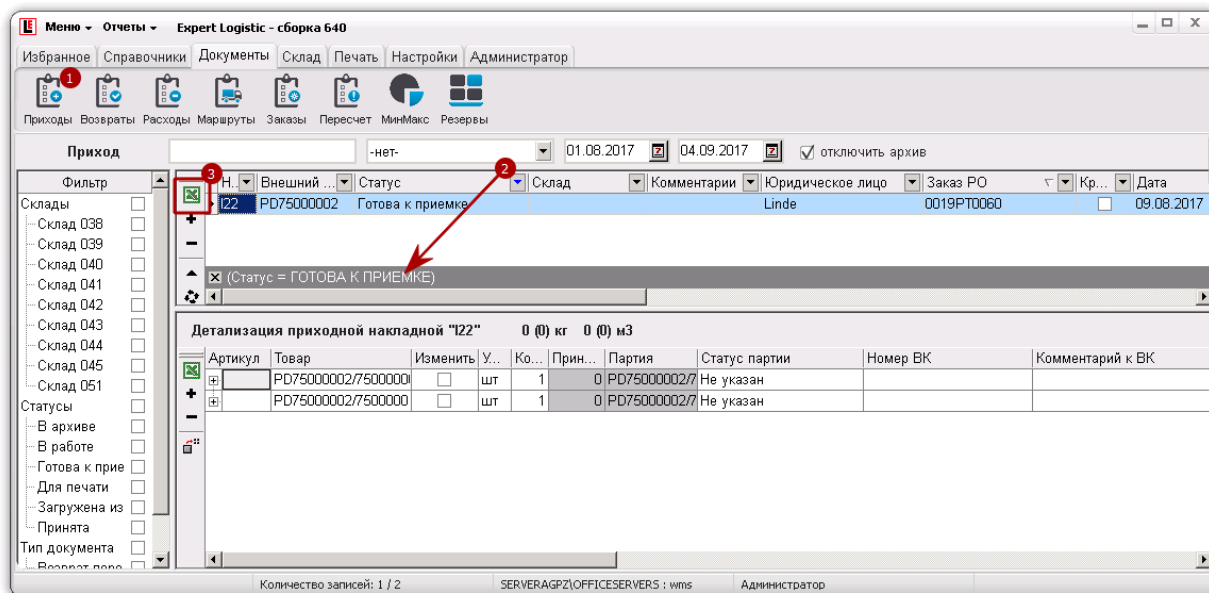 Меню Отчеты Expert Logistic - сборка 640
Избранное Справочники Документы Склад Печать Настройки Администратор
1
Приходы Возвраты Расходы Маршруты Заказы Пересчет МинМакс Резервы
Приход -нет- 01.08.2017 04.09.2017 отключить архив
2
3
Фильтр Н.. Внешний ... Статус Склад Комментарии Юридическое лицо Заказ PO Кр... Дата
Склады I22 PD75000002 Готова к приемке Linde 0019PT0060 09.08.2017
Склад 038
Склад 039
Склад 040
Склад 041 (Статус = ГОТОВА К ПРИЕМКЕ)
Склад 042
Склад 043 Детализация приходной накладной "I22" 0 (0) кг 0 (0) м3
Склад 044
Склад 045 Артикул Товар Изменить У... Ко... Прин... Партия Статус партии Номер ВК Комментарий к ВК
Склад 051 PD75000002/7500000 шт 1 0 PD75000002/7 Не указан
Статусы PD75000002/7500000 шт 1 0 PD75000002/7 Не указан
В архиве
В работе
Готова к прие
Для печати
Загружена из
Принята
Тип документа
Количество записей: 1 / 2 SERVERAGPZ\OFFICESERVERS : wms Администратор